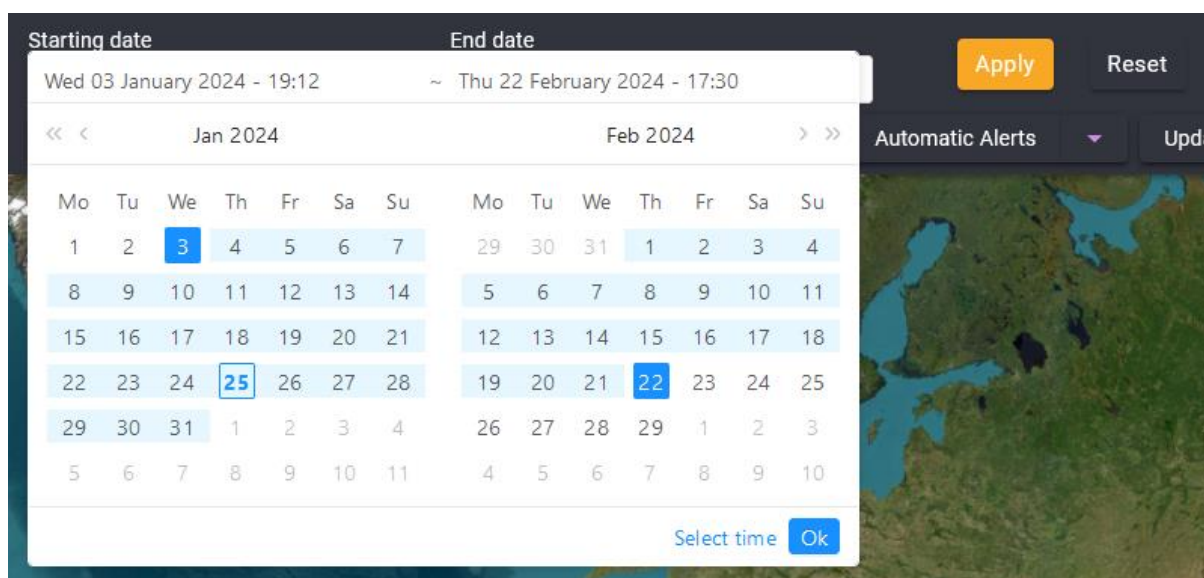 Starting date End date
Apply Reset
Wed 03 January 2024 - 19:12 ~ Thu 22 February 2024 - 17:30
« < Jan 2024 Feb 2024 > »
Automatic Alerts
Upd
Mo Tu We Th Fr Sa Su Mo Tu We Th Fr Sa Su
1 2 3 4 5 6 7 29 30 31 1 2 3 4
8 9 10 11 12 13 14 5 6 7 8 9 10 11
15 16 17 18 19 20 21 12 13 14 15 16 17 18
22 23 24 25 26 27 28 19 20 21 22 23 24 25
29 30 31 1 2 3 4 26 27 28 29 1 2 3
5 6 7 8 9 10 11 4 5 6 7 8 9 10
Select time Ok